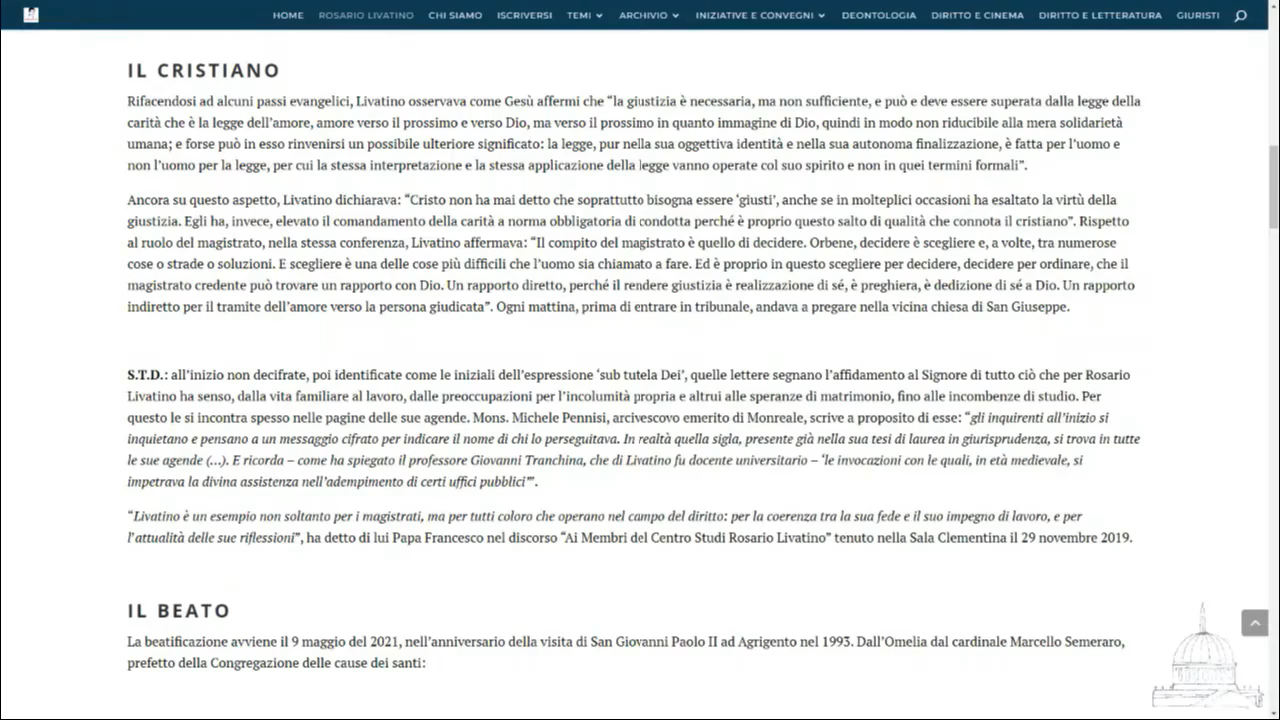 HOME ROSARIO LIVATINO CHI SIAMO ISCRIVERSI TEMI ARCHIVIO INIZIATIVE E CONVEGNI DEONTOLOGIA DIRITTO E CINEMA DIRITTO E LETTERATURA GIURISTI
IL CRISTIANO
Rifacendosi ad alcuni passi evangelici, Livatino osservava come Gesù affermi che “la giustizia è necessaria, ma non sufficiente, e può e deve essere superata dalla legge della
carità che è la legge dell’amore, amore verso il prossimo e verso Dio, ma verso il prossimo in quanto immagine di Dio, quindi in modo non riducibile alla mera solidarietà
umana; e forse può in esso rinvenirsi un possibile ulteriore significato: la legge, pur nella sua oggettiva identità e nella sua autonoma finalizzazione, è fatta per l’uomo e
non l’uomo per la legge, per cui la stessa interpretazione e la stessa applicazione della legge vanno operate col suo spirito e non in quei termini formali”.
Ancora su questo aspetto, Livatino dichiarava: “Cristo non ha mai detto che soprattutto bisogna essere ‘giusti’, anche se in molteplici occasioni ha esaltato la virtù della
giustizia. Egli ha, invece, elevato il comandamento della carità a norma obbligatoria di condotta perché è proprio questo salto di qualità che connota il cristiano”. Rispetto
al ruolo del magistrato, nella stessa conferenza, Livatino affermava: “Il compito del magistrato è quello di decidere. Orbene, decidere è scegliere e, a volte, tra numerose
cose o strade o soluzioni. E scegliere è una delle cose più difficili che l’uomo sia chiamato a fare. Ed è proprio in questo scegliere per decidere, decidere per ordinare, che il
magistrato credente può trovare un rapporto con Dio. Un rapporto diretto, perché il rendere giustizia è realizzazione di sé, è preghiera, è dedizione di sé a Dio. Un rapporto
indiretto per il tramite dell’amore verso la persona giudicata”. Ogni mattina, prima di entrare in tribunale, andava a pregare nella vicina chiesa di San Giuseppe.
S.T.D.: all’inizio non decifrate, poi identificate come le iniziali dell’espressione ‘sub tutela Dei’, quelle lettere segnano l’affidamento al Signore di tutto ciò che per Rosario
Livatino ha senso, dalla vita familiare al lavoro, dalle preoccupazioni per l’incolumità propria e altrui alle speranze di matrimonio, fino alle incombenze di studio. Per
questo le si incontra spesso nelle pagine delle sue agende. Mons. Michele Pennisi, arcivescovo emerito di Monreale, scrive a proposito di esse: “gli inquirenti all’inizio si
inquietano e pensano a un messaggio cifrato per indicare il nome di chi lo perseguitava. In realtà quella sigla, presente già nella sua tesi di laurea in giurisprudenza, si trova in tutte
le sue agende (…). E ricorda – come ha spiegato il professore Giovanni Tranchina, che di Livatino fu docente universitario – ‘le invocazioni con le quali, in età medievale, si
impetrava la divina assistenza nell’adempimento di certi uffici pubblici’”.
“Livatino è un esempio non soltanto per i magistrati, ma per tutti coloro che operano nel campo del diritto: per la coerenza tra la sua fede e il suo impegno di lavoro, e per
l’attualità delle sue riflessioni”, ha detto di lui Papa Francesco nel discorso “Ai Membri del Centro Studi Rosario Livatino” tenuto nella Sala Clementina il 29 novembre 2019.
IL BEATO
La beatificazione avviene il 9 maggio del 2021, nell’anniversario della visita di San Giovanni Paolo II ad Agrigento nel 1993. Dall’Omelia dal cardinale Marcello Semeraro,
prefetto della Congregazione delle cause dei santi: